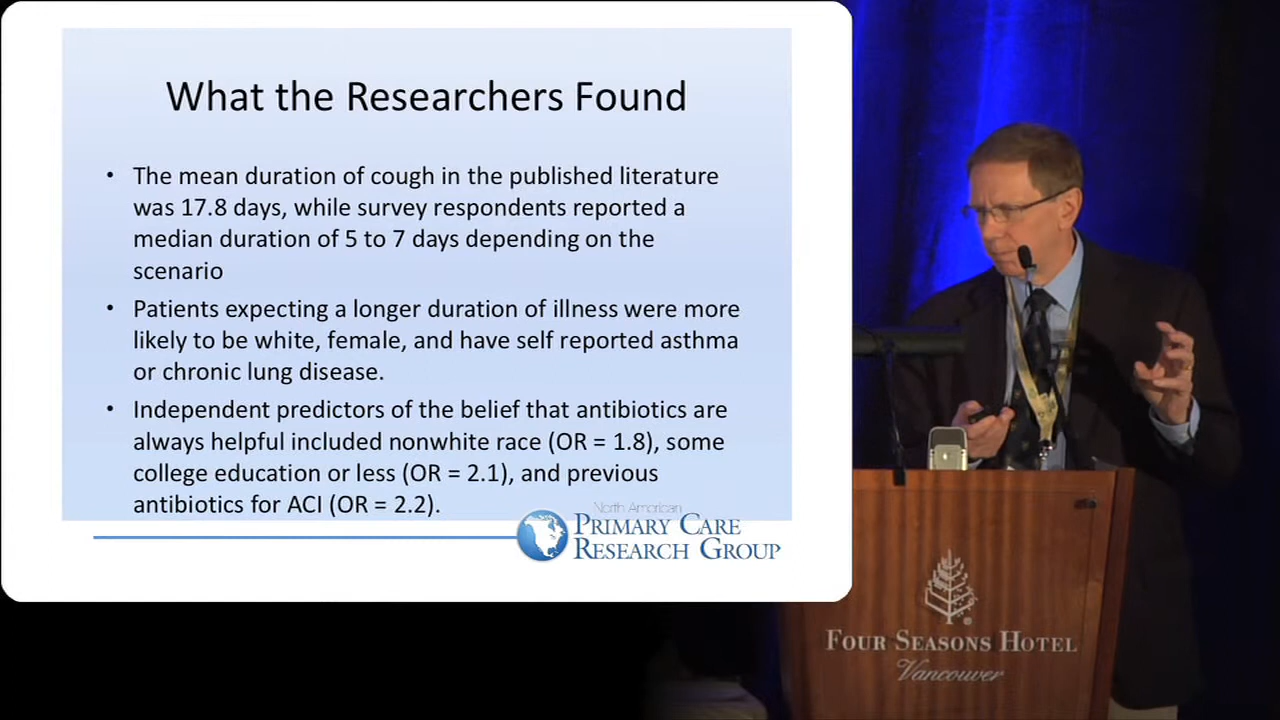 What the Researchers Found
• The mean duration of cough in the published literature
was 17.8 days, while survey respondents reported a
median duration of 5 to 7 days depending on the
scenario
• Patients expecting a longer duration of illness were more
likely to be white, female, and have self reported asthma
or chronic lung disease.
• Independent predictors of the belief that antibiotics are
always helpful included nonwhite race (OR = 1.8), some
college education or less (OR = 2.1), and previous
antibiotics for ACI (OR = 2.2).
North American
PRIMARY CARE
RESEARCH GROUP
FOUR SEASONS HOTEL
Vancouver